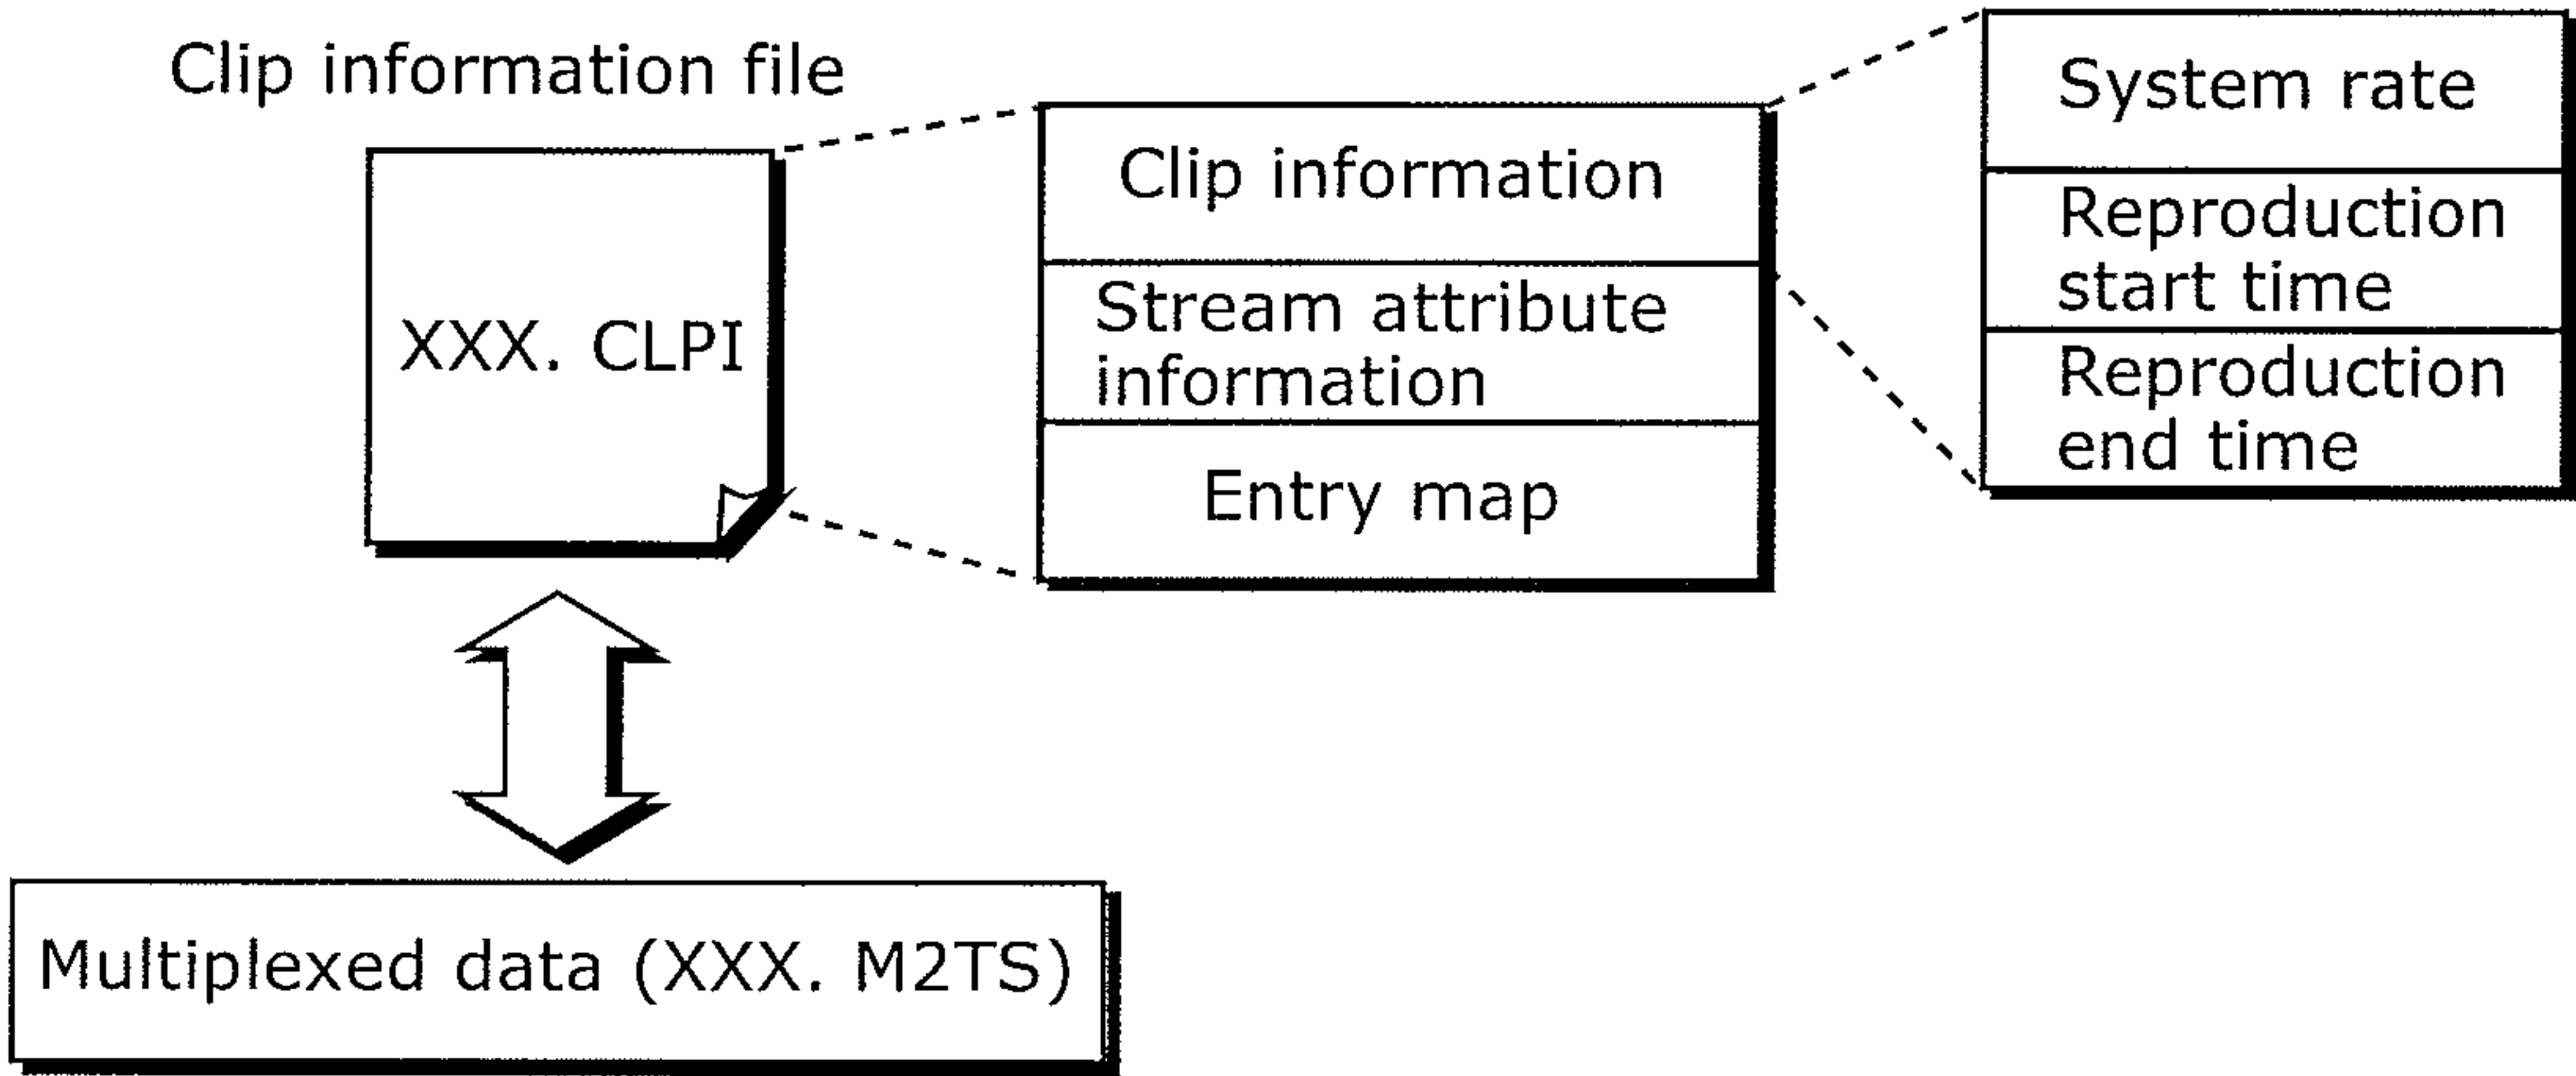 Clip information file
XXX. CLPI
Clip information
Stream attribute
information
Entry map
System rate
Reproduction
start time
Reproduction
end time
Multiplexed data (XXX. M2TS)